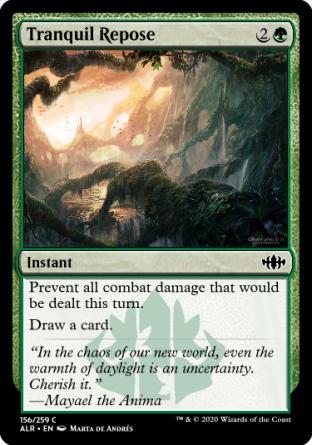 Tranquil Repose 2
Instant
Prevent all combat damage that would
be dealt this turn.
Draw a card.
“In the chaos of our new world, even the
warmth of daylight is an uncertainty.
Cherish it.”
—Mayael the Anima
156/259 C
ALR • EN MARTA DE ANDRÉS
™ & © 2020 Wizards of the Coast